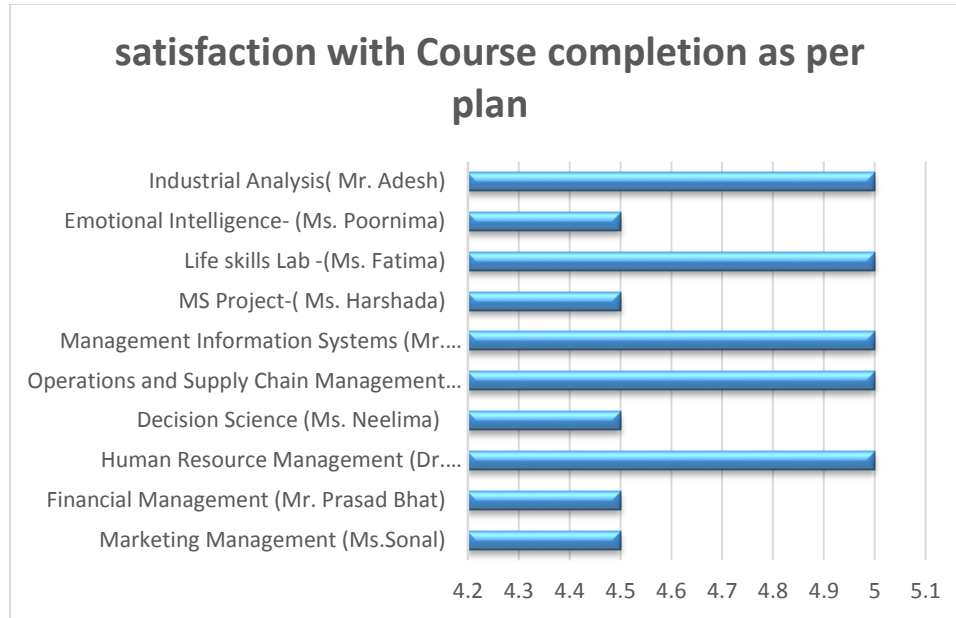 satisfaction with Course completion as per
plan
Industrial Analysis( Mr. Adesh)
Emotional Intelligence- (Ms. Poornima)
Life skills Lab -(Ms. Fatima)
MS Project-( Ms. Harshada)
Management Information Systems (Mr....
Operations and Supply Chain Management...
Decision Science (Ms. Neelima)
Human Resource Management (Dr....
Financial Management (Mr. Prasad Bhat)
Marketing Management (Ms.Sonal)
4.2 4.3 4.4 4.5 4.6 4.7 4.8 4.9 5 5.1